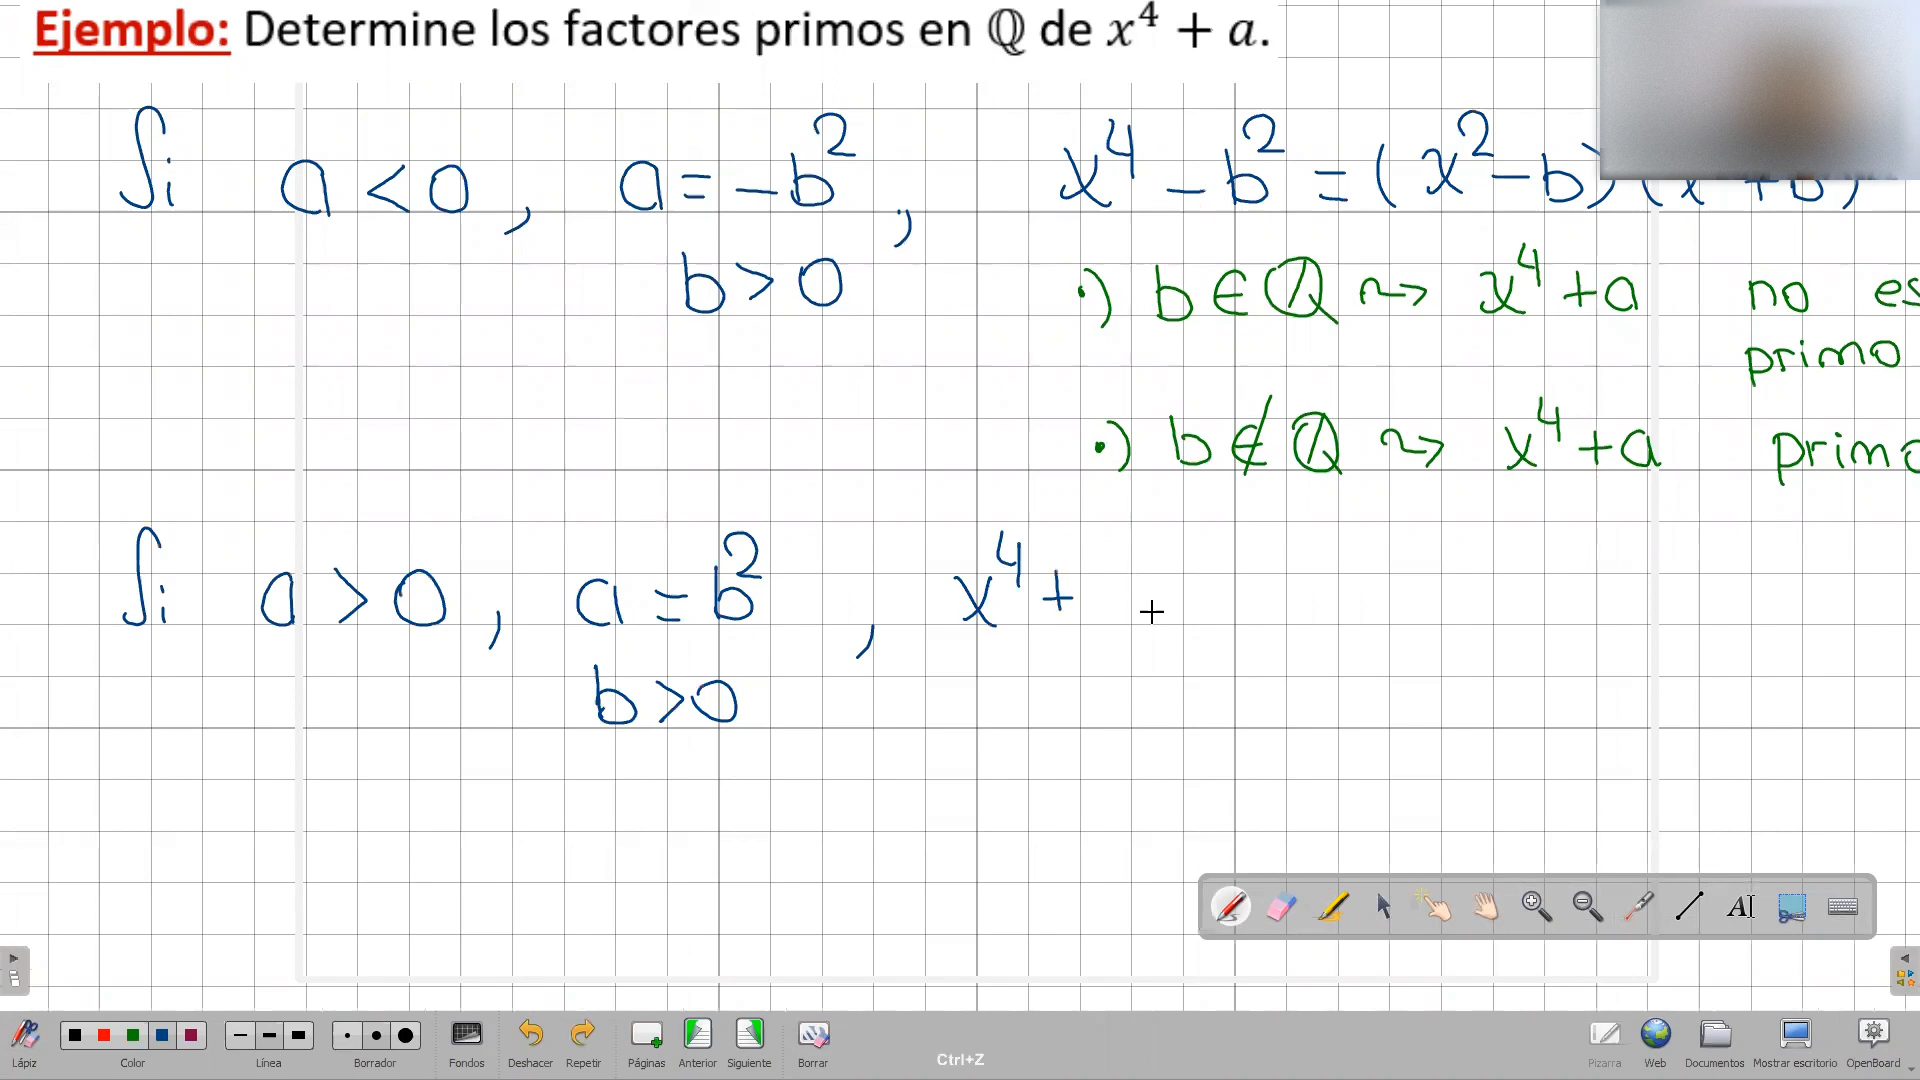 Ejemplo: Determine los factores primos en ℚ de x⁴ + a.
Si a < 0 , a = -b² , x⁴ - b² = (x² - b)(x² + b)
b > 0
·) b ∈ ℚ ⇝ x⁴ + a no es
primo
·) b ∉ ℚ ⇝ x⁴ + a primo
Si a > 0 , a = b² , x⁴ +
b > 0
Lápiz Color Línea Borrador Fondos Deshacer Repetir Páginas Anterior Siguiente Borrar Ctrl+Z Pizarra Web Documentos Mostrar escritorio OpenBoard